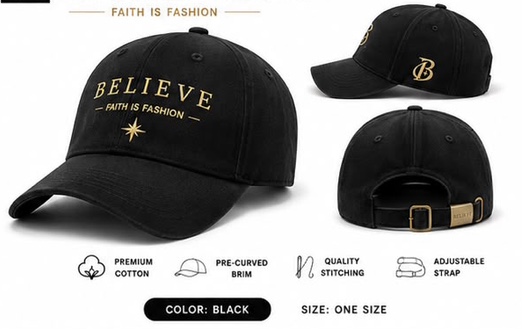 FAITH IS FASHION
BELIEVE
FAITH IS FASHION
B
BELIEVE
PREMIUM
COTTON
PRE-CURVED
BRIM
QUALITY
STITCHING
ADJUSTABLE
STRAP
COLOR: BLACK
SIZE: ONE SIZE